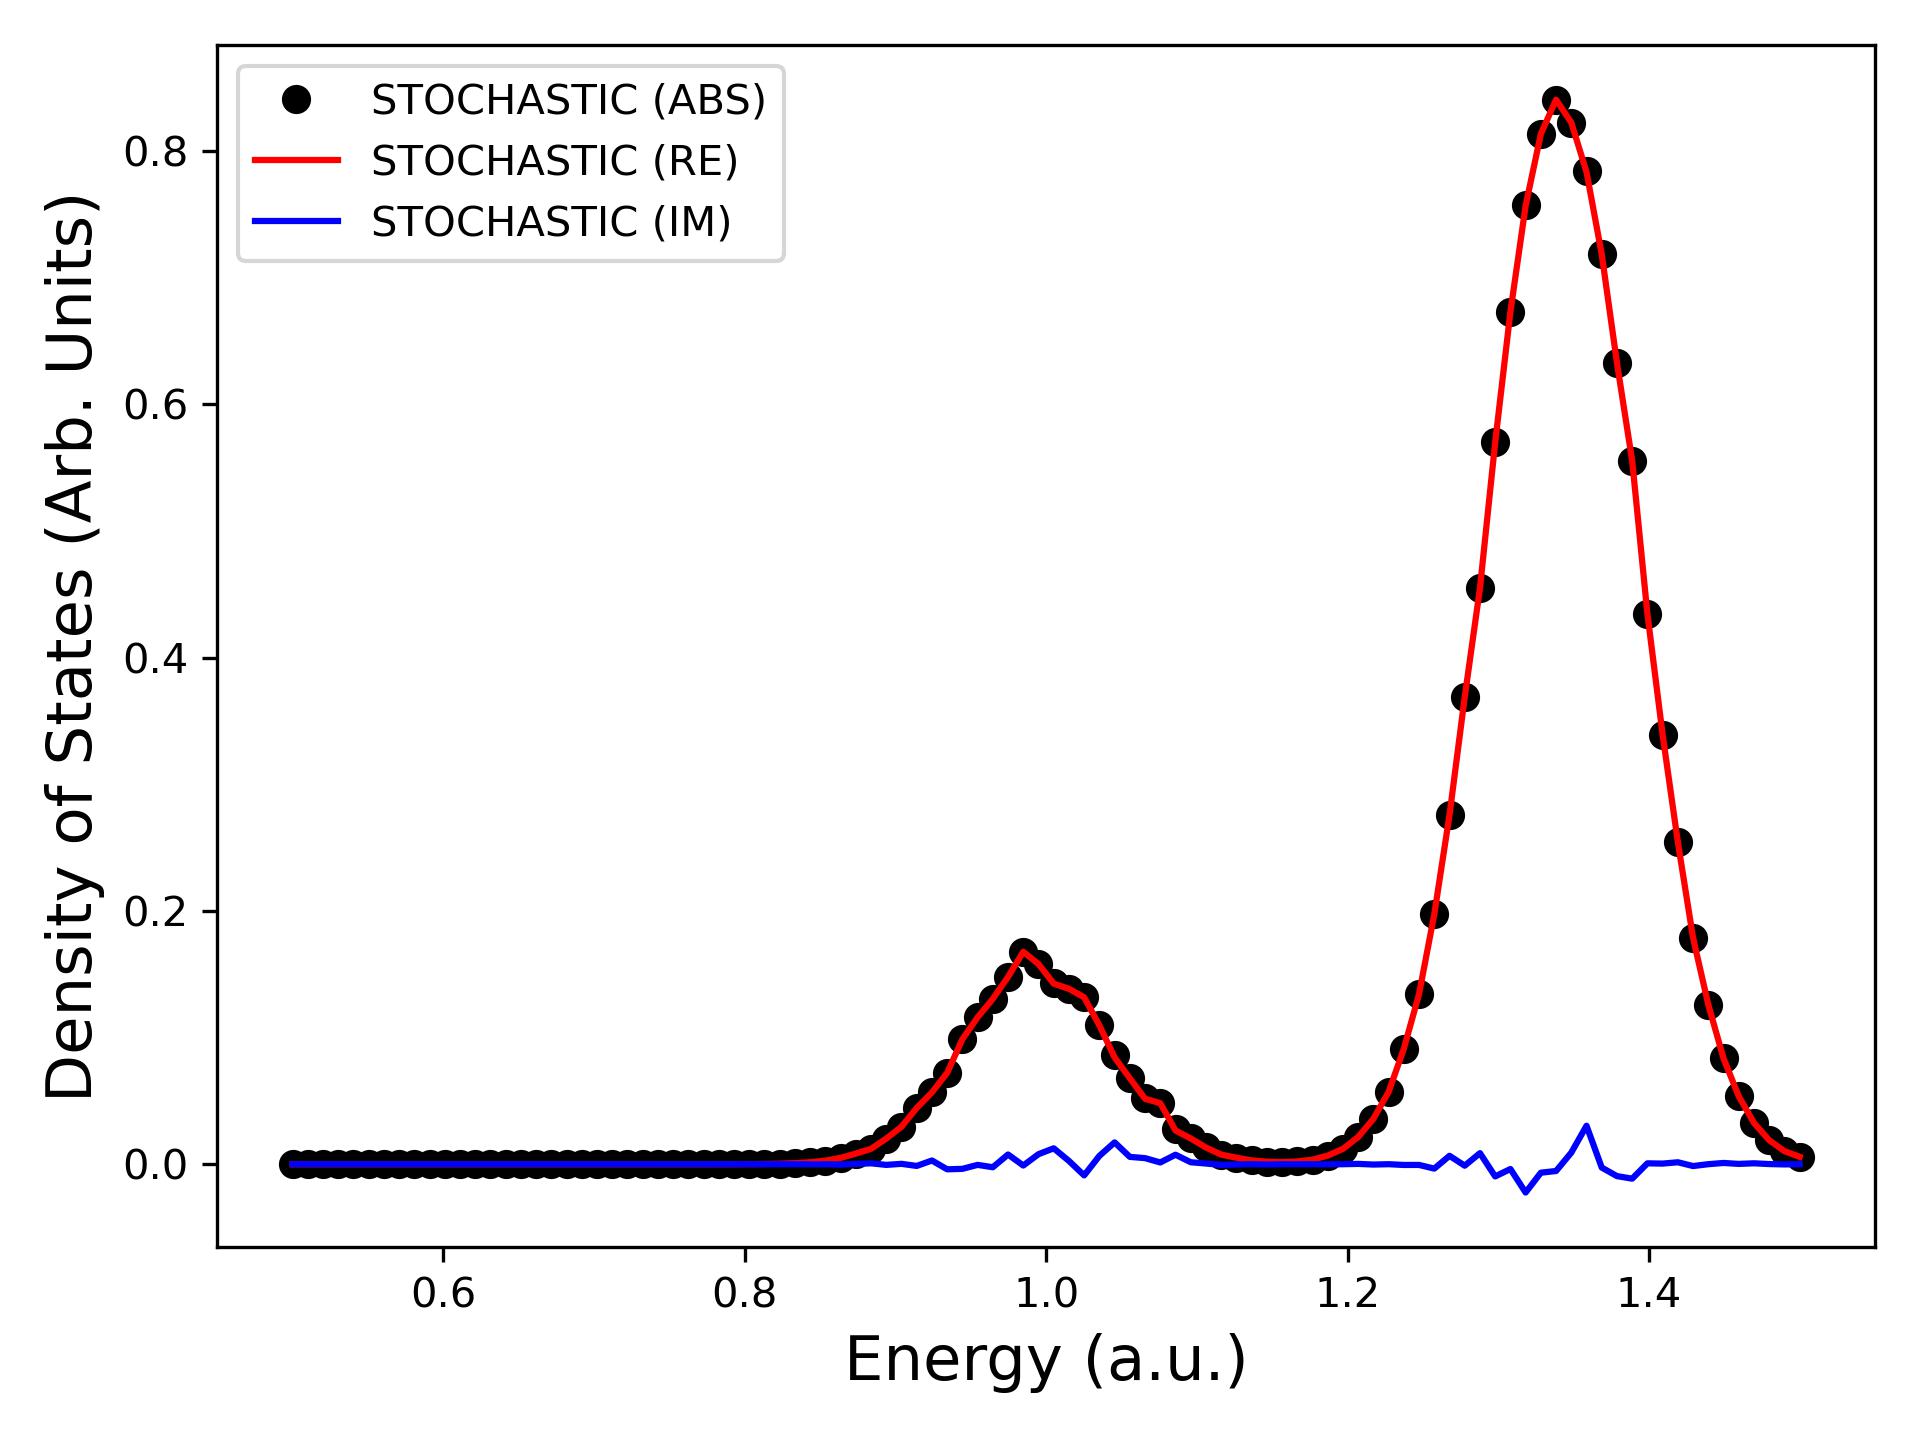 STOCHASTIC (ABS)
STOCHASTIC (RE)
STOCHASTIC (IM)
Density of States (Arb. Units)
0.8
0.6
0.4
0.2
0.0
0.6 0.8 1.0 1.2 1.4
Energy (a.u.)